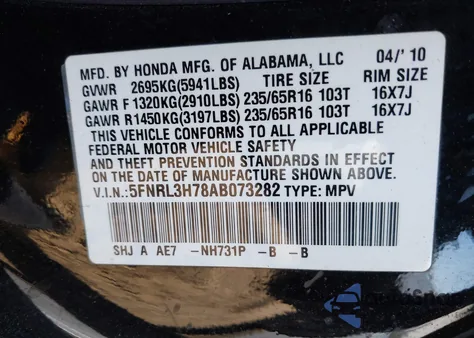 MFD. BY HONDA MFG. OF ALABAMA, LLC 04/'10
GVWR 2695KG(5941LBS) TIRE SIZE RIM SIZE
GAWR F 1320KG(2910LBS) 235/65R16 103T 16X7J
GAWR R1450KG(3197LBS) 235/65R16 103T 16X7J
THIS VEHICLE CONFORMS TO ALL APPLICABLE
FEDERAL MOTOR VEHICLE SAFETY
AND THEFT PREVENTION STANDARDS IN EFFECT
ON THE DATE OF MANUFACTURE SHOWN ABOVE.
V.I.N.:5FNRL3H78AB073282 TYPE: MPV
SHJ A AE7 -NH731P -B -B